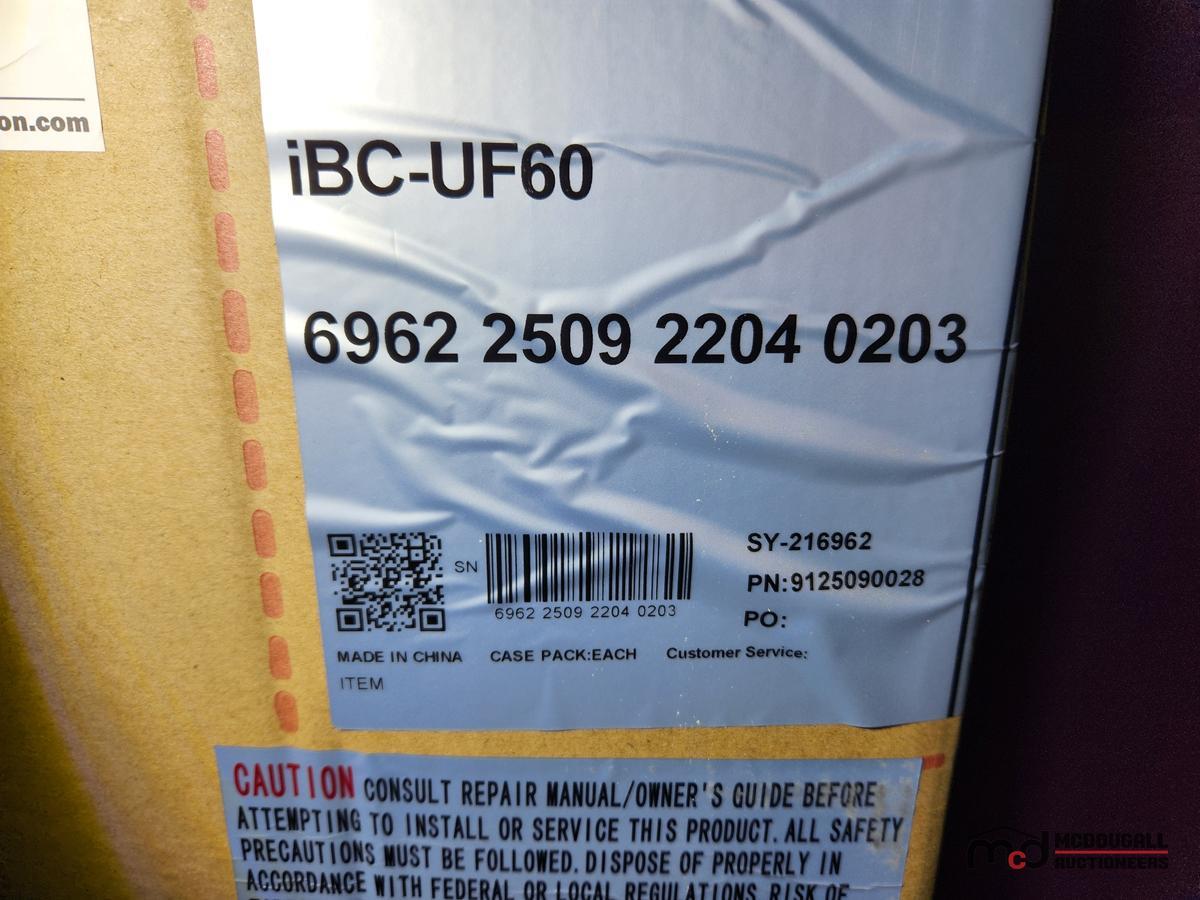 on.com
iBC-UF60
6962 2509 2204 0203
SN
6962 2509 2204 0203
SY-216962
PN:9125090028
PO:
MADE IN CHINA CASE PACK:EACH Customer Service:
ITEM
CAUTION CONSULT REPAIR MANUAL/OWNER'S GUIDE BEFORE
ATTEMPTING TO INSTALL OR SERVICE THIS PRODUCT. ALL SAFETY
PRECAUTIONS MUST BE FOLLOWED. DISPOSE OF PROPERLY IN
ACCORDANCE WITH FEDERAL OR LOCAL REGULATIONS. RISK OF
mcd MCDOUGALL
AUCTIONEERS